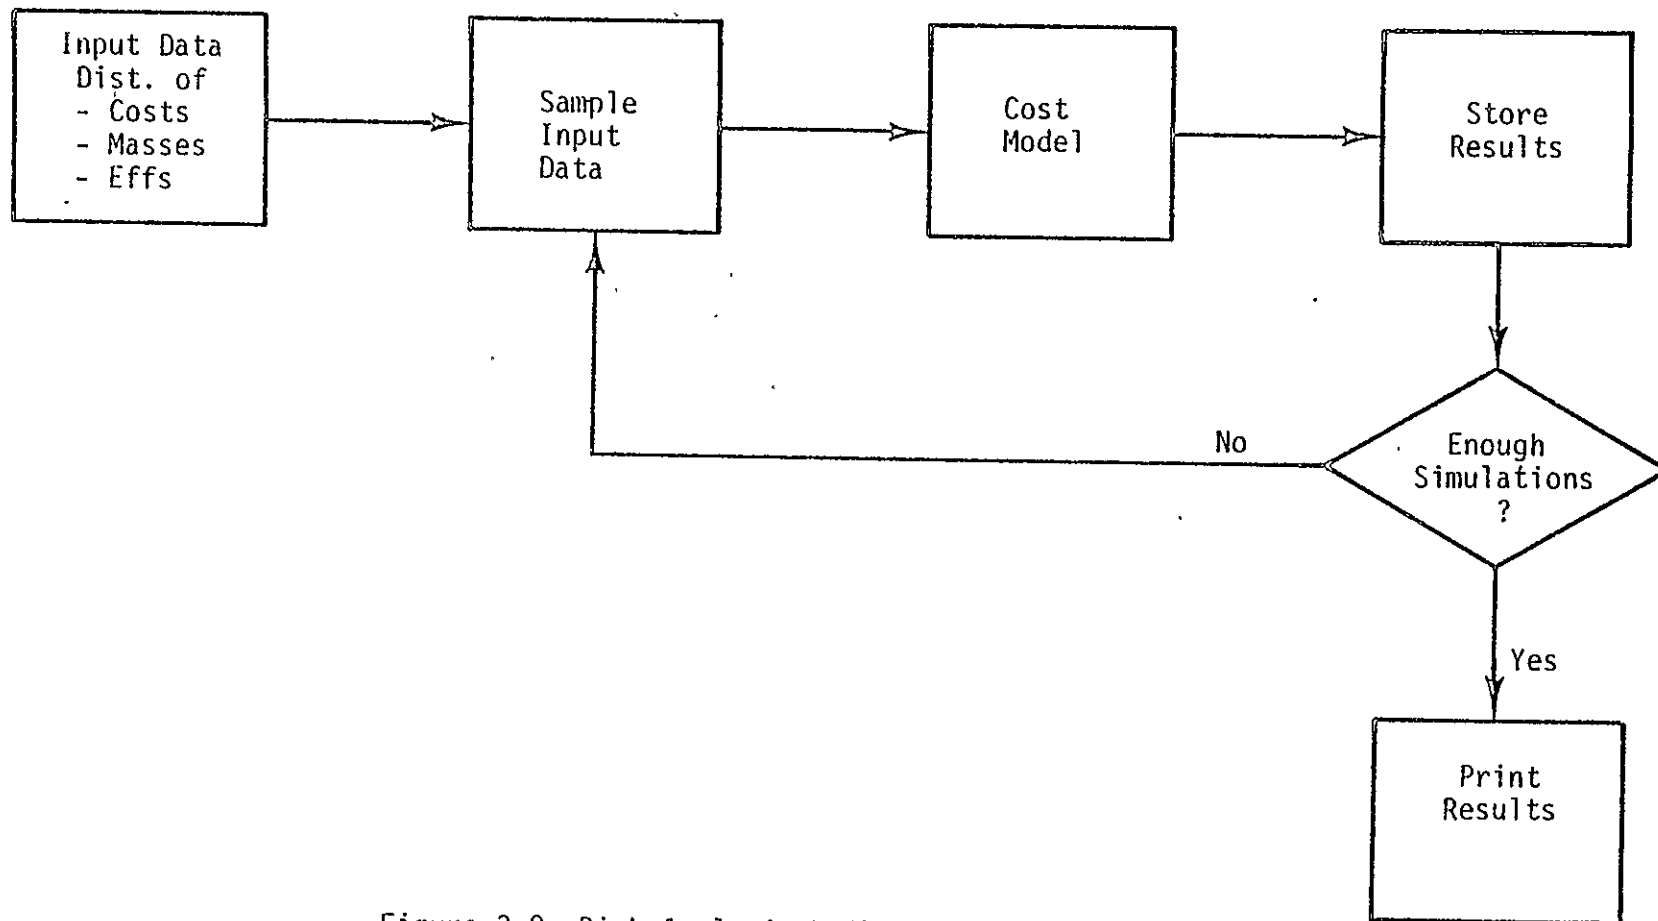 Input Data
Dist. of
- Costs
- Masses
- Effs
Sample
Input
Data
Cost
Model
Store
Results
No
Enough
Simulations
?
Yes
Print
Results